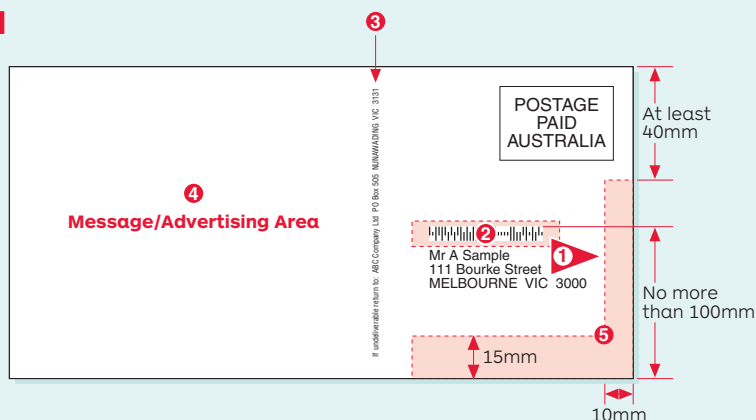 3
POSTAGE
PAID
AUSTRALIA
At least
40mm
If undeliverable return to: ABC Company Ltd PO Box 505 NUNAWADING VIC 3131
4
Message/Advertising Area
2
1
Mr A Sample
111 Bourke Street
MELBOURNE VIC 3000
No more
than 100mm
5
15mm
10mm